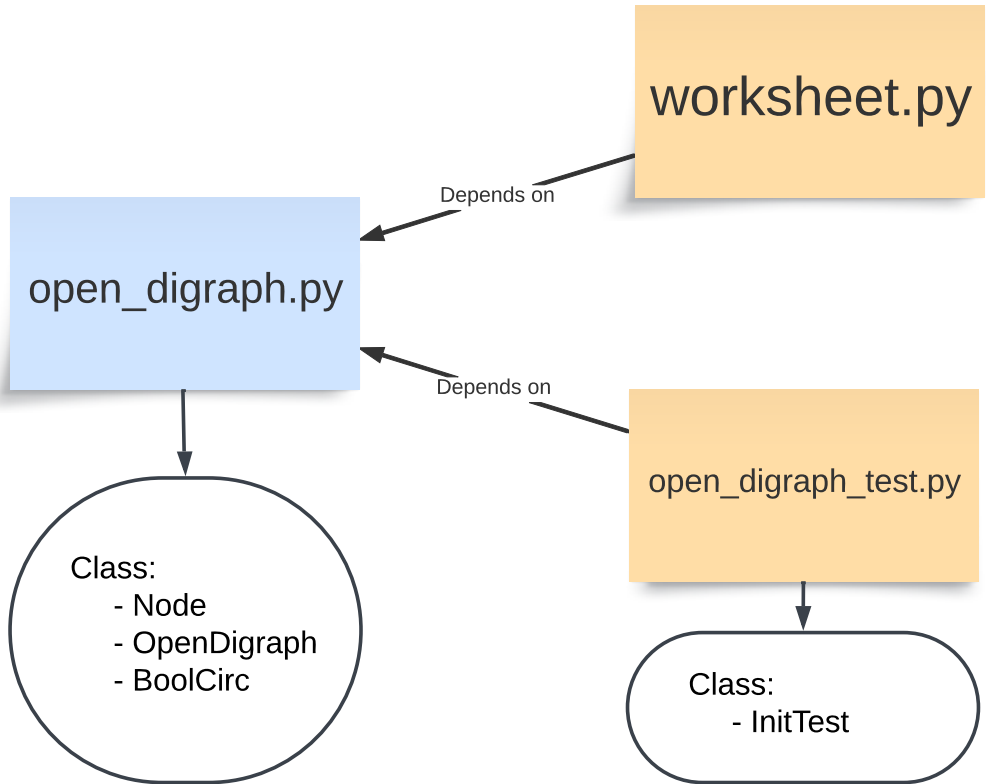 worksheet.py
Depends on
open_digraph.py
Depends on
open_digraph_test.py
Class:
- Node
- OpenDigraph
- BoolCirc
Class:
- InitTest